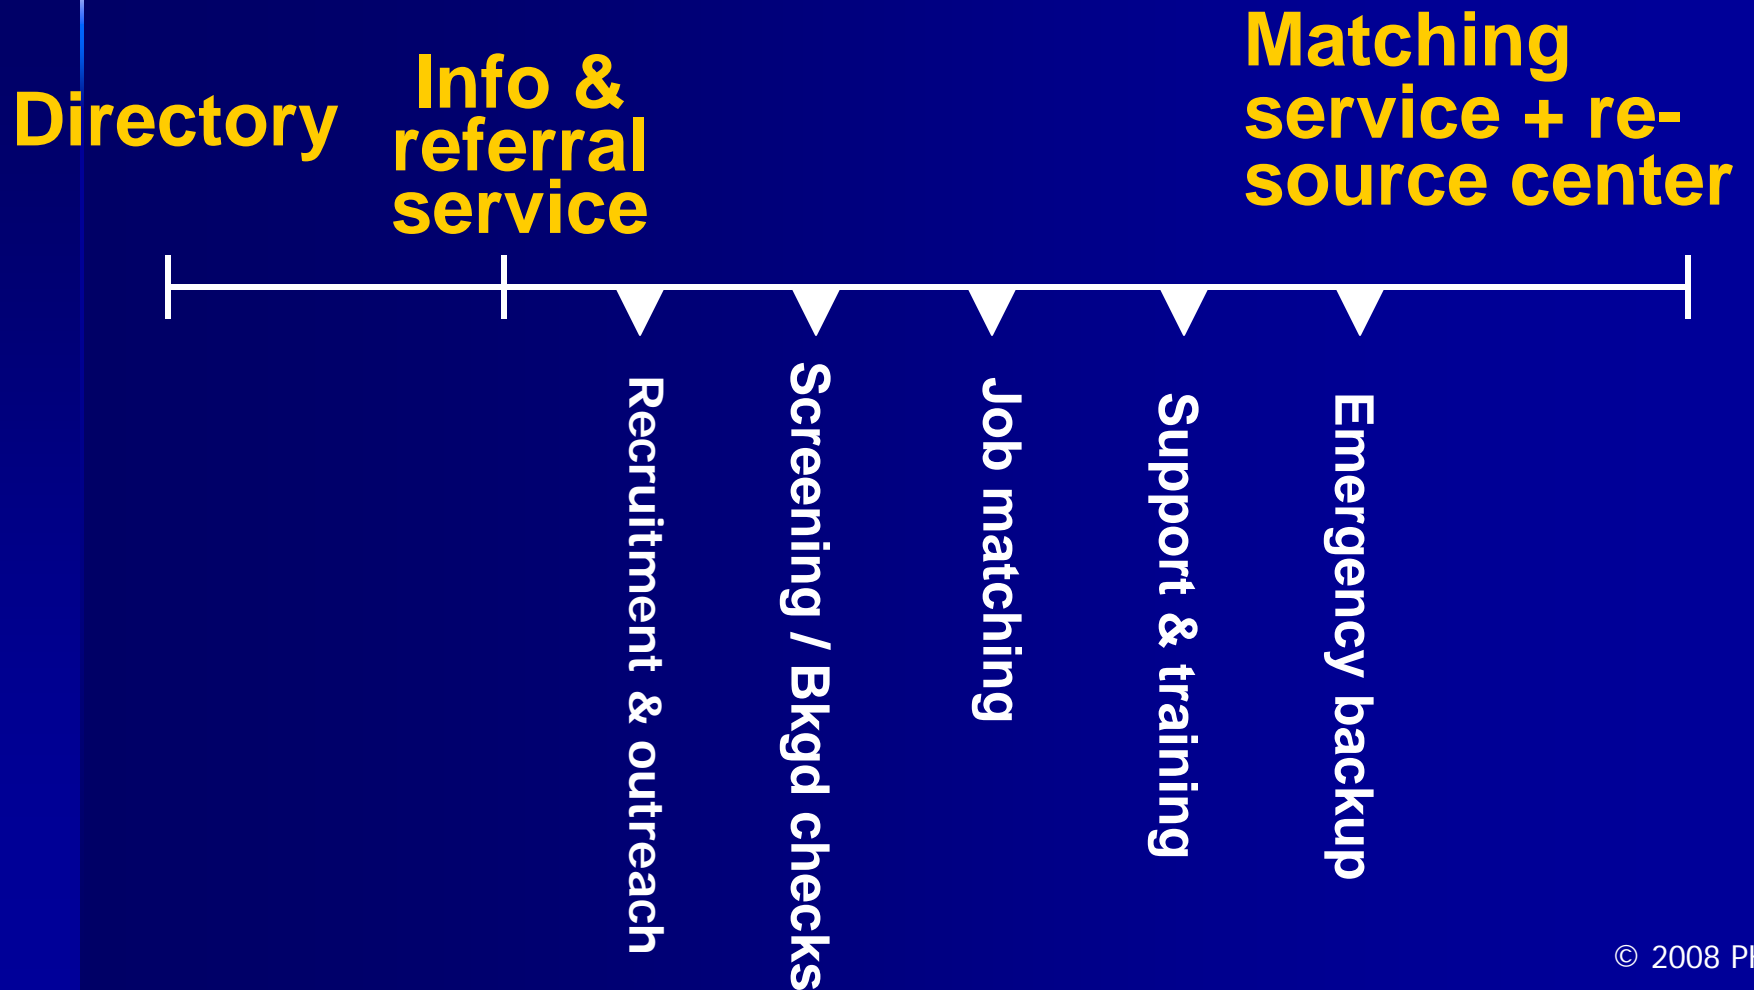 Directory
Info &
referral
service
Matching
service + re-
source center
Recruitment & outreach
Screening / Bkgd checks
Job matching
Support & training
Emergency backup
© 2008